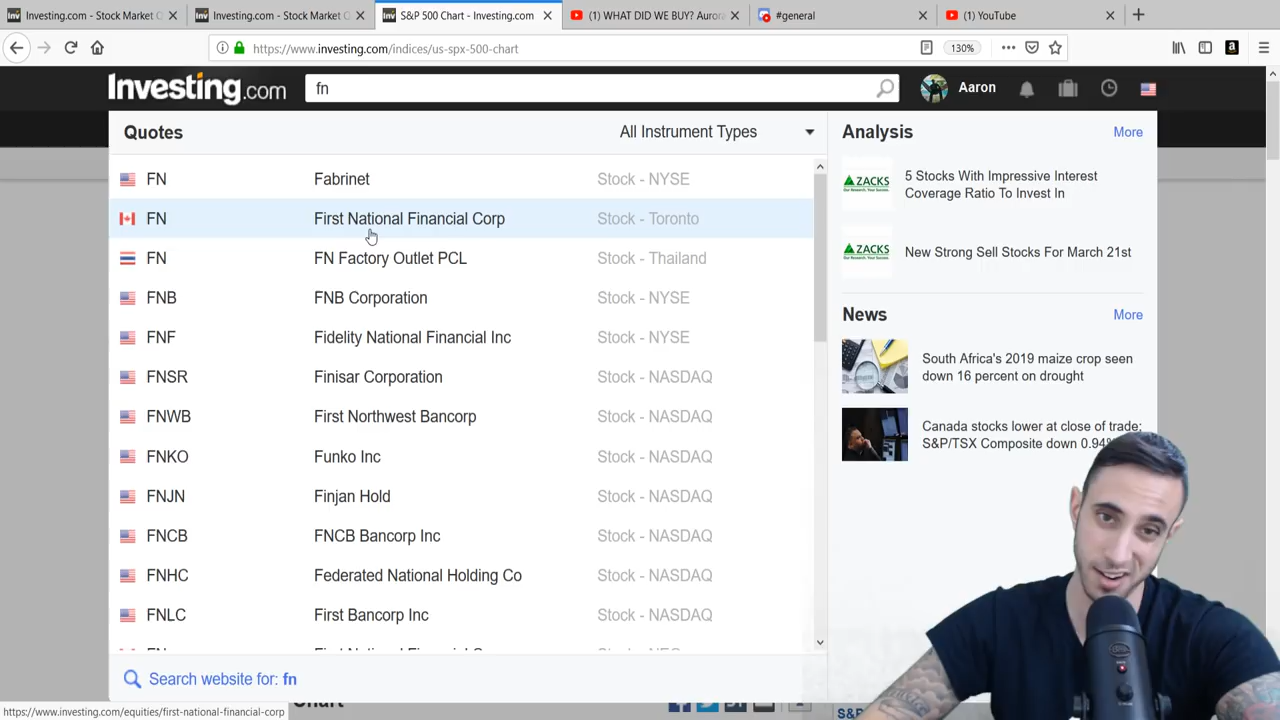 Investing.com - Stock Market Q
Investing.com - Stock Market Q
S&P 500 Chart - Investing.com
(1) WHAT DID WE BUY? Aurora
#general
(1) YouTube
https://www.investing.com/indices/us-spx-500-chart
130%
Investing.com
fn
Aaron
Quotes
All Instrument Types
FN Fabrinet Stock - NYSE
FN First National Financial Corp Stock - Toronto
FN FN Factory Outlet PCL Stock - Thailand
FNB FNB Corporation Stock - NYSE
FNF Fidelity National Financial Inc Stock - NYSE
FNSR Finisar Corporation Stock - NASDAQ
FNWB First Northwest Bancorp Stock - NASDAQ
FNKO Funko Inc Stock - NASDAQ
FNJN Finjan Hold Stock - NASDAQ
FNCB FNCB Bancorp Inc Stock - NASDAQ
FNHC Federated National Holding Co Stock - NASDAQ
FNLC First Bancorp Inc Stock - NASDAQ
Search website for: fn
Analysis
More
ZACKS
5 Stocks With Impressive Interest
Coverage Ratio To Invest In
ZACKS
New Strong Sell Stocks For March 21st
News
More
South Africa's 2019 maize crop seen
down 16 percent on drought
Canada stocks lower at close of trade;
S&P/TSX Composite down 0.94%
https://www.investing.com/equities/first-national-financial-corp
Chart
S&P